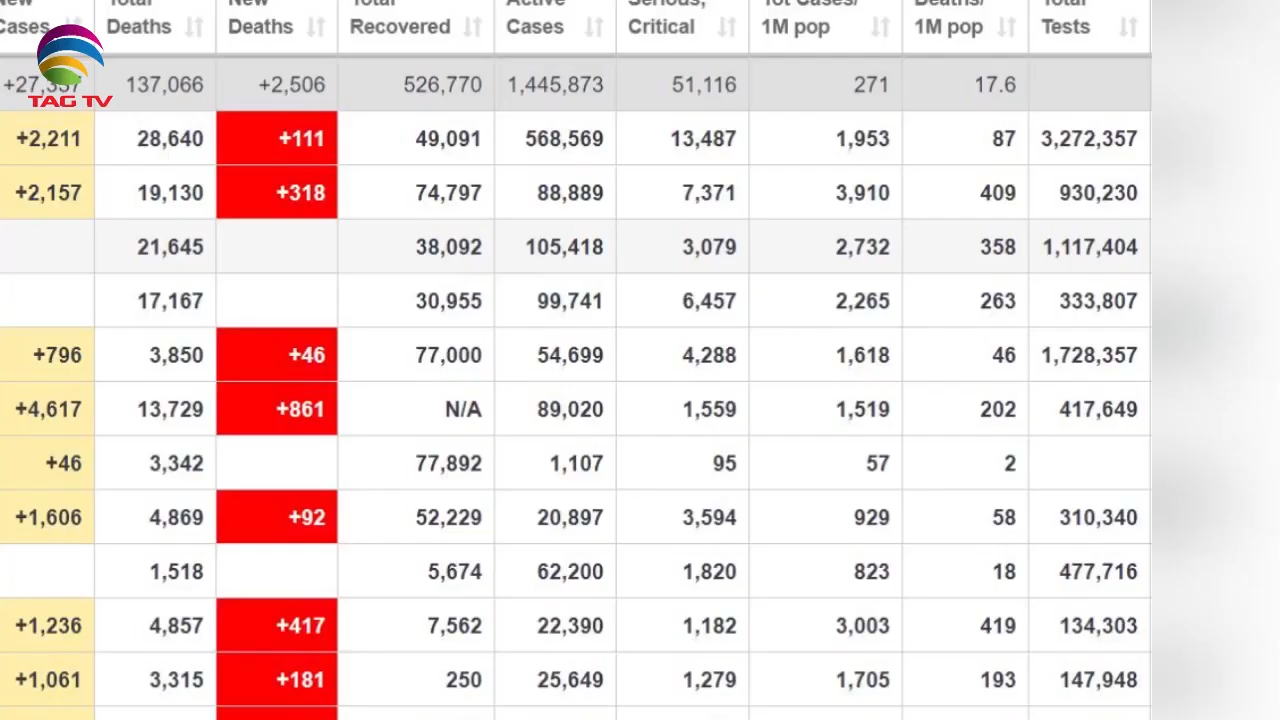 New Total New Total Active Serious, Tot Cases/ Deaths/ Total
Cases Deaths Deaths Recovered Cases Critical 1M pop 1M pop Tests
TAG TV
+27,337 137,066 +2,506 526,770 1,445,873 51,116 271 17.6
+2,211 28,640 +111 49,091 568,569 13,487 1,953 87 3,272,357
+2,157 19,130 +318 74,797 88,889 7,371 3,910 409 930,230
21,645 38,092 105,418 3,079 2,732 358 1,117,404
17,167 30,955 99,741 6,457 2,265 263 333,807
+796 3,850 +46 77,000 54,699 4,288 1,618 46 1,728,357
+4,617 13,729 +861 N/A 89,020 1,559 1,519 202 417,649
+46 3,342 77,892 1,107 95 57 2
+1,606 4,869 +92 52,229 20,897 3,594 929 58 310,340
1,518 5,674 62,200 1,820 823 18 477,716
+1,236 4,857 +417 7,562 22,390 1,182 3,003 419 134,303
+1,061 3,315 +181 250 25,649 1,279 1,705 193 147,948